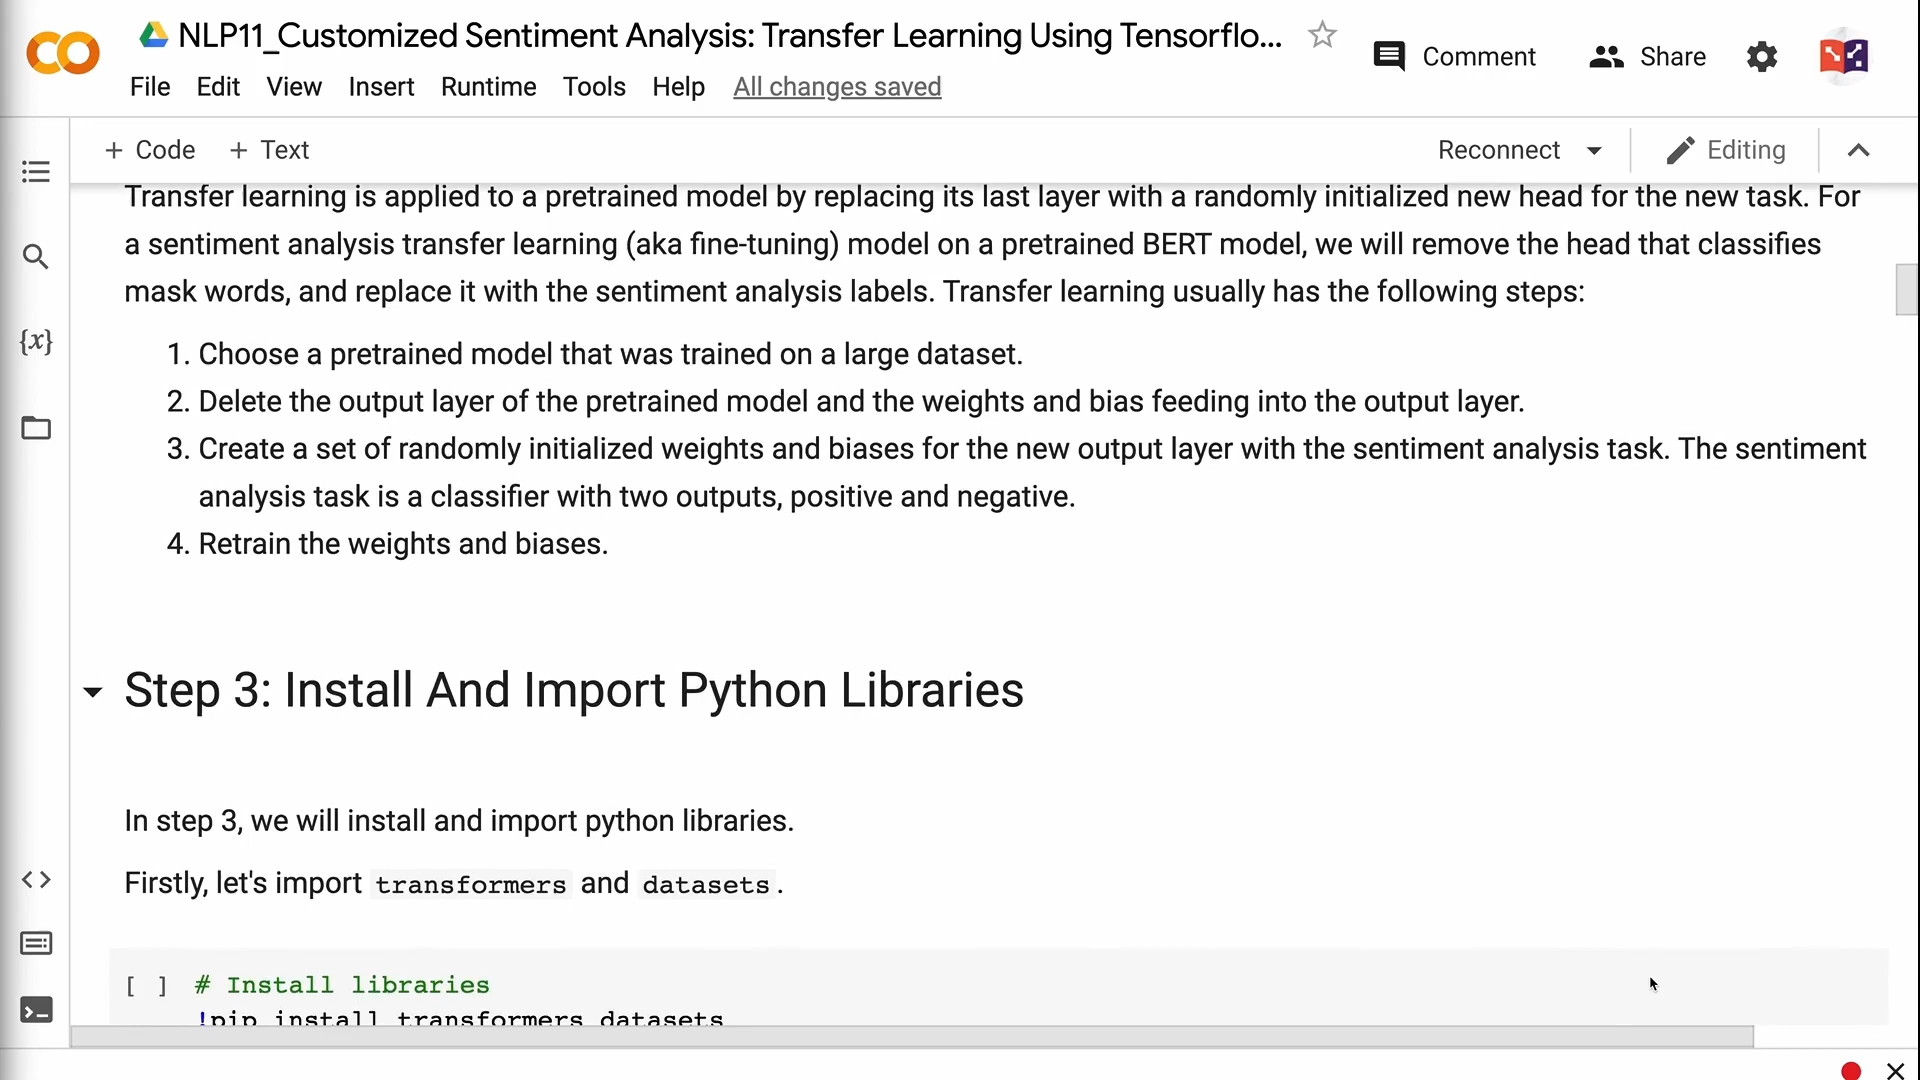 NLP11_Customized Sentiment Analysis: Transfer Learning Using Tensorflo...
Comment
Share
File Edit View Insert Runtime Tools Help All changes saved
+ Code + Text
Reconnect
Editing
Transfer learning is applied to a pretrained model by replacing its last layer with a randomly initialized new head for the new task. For
a sentiment analysis transfer learning (aka fine-tuning) model on a pretrained BERT model, we will remove the head that classifies
mask words, and replace it with the sentiment analysis labels. Transfer learning usually has the following steps:
1. Choose a pretrained model that was trained on a large dataset.
2. Delete the output layer of the pretrained model and the weights and bias feeding into the output layer.
3. Create a set of randomly initialized weights and biases for the new output layer with the sentiment analysis task. The sentiment
analysis task is a classifier with two outputs, positive and negative.
4. Retrain the weights and biases.
Step 3: Install And Import Python Libraries
In step 3, we will install and import python libraries.
Firstly, let's import transformers and datasets.
[ ] # Install libraries
!pip install transformers datasets